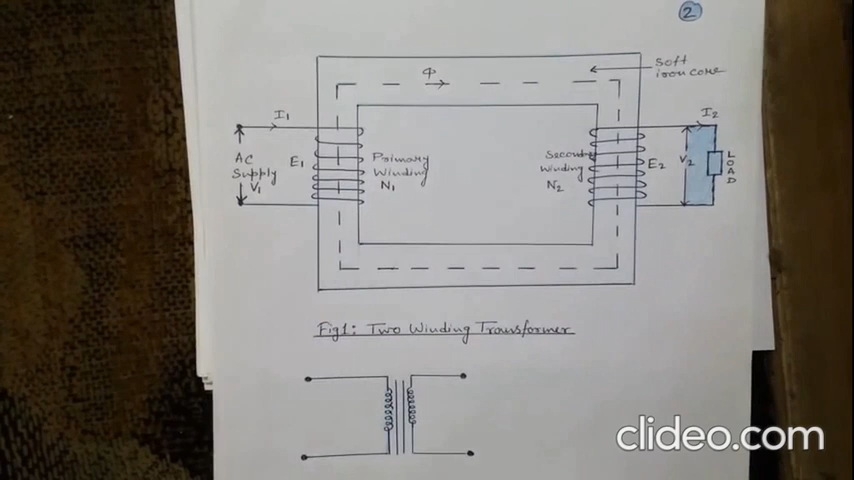 2
Φ
soft
iron core
I1
I2
AC
Supply
V1
E1
Primary
Winding
N1
Secondary
Winding
N2
E2
V2
LOAD
Fig1: Two Winding Transformer
clideo.com